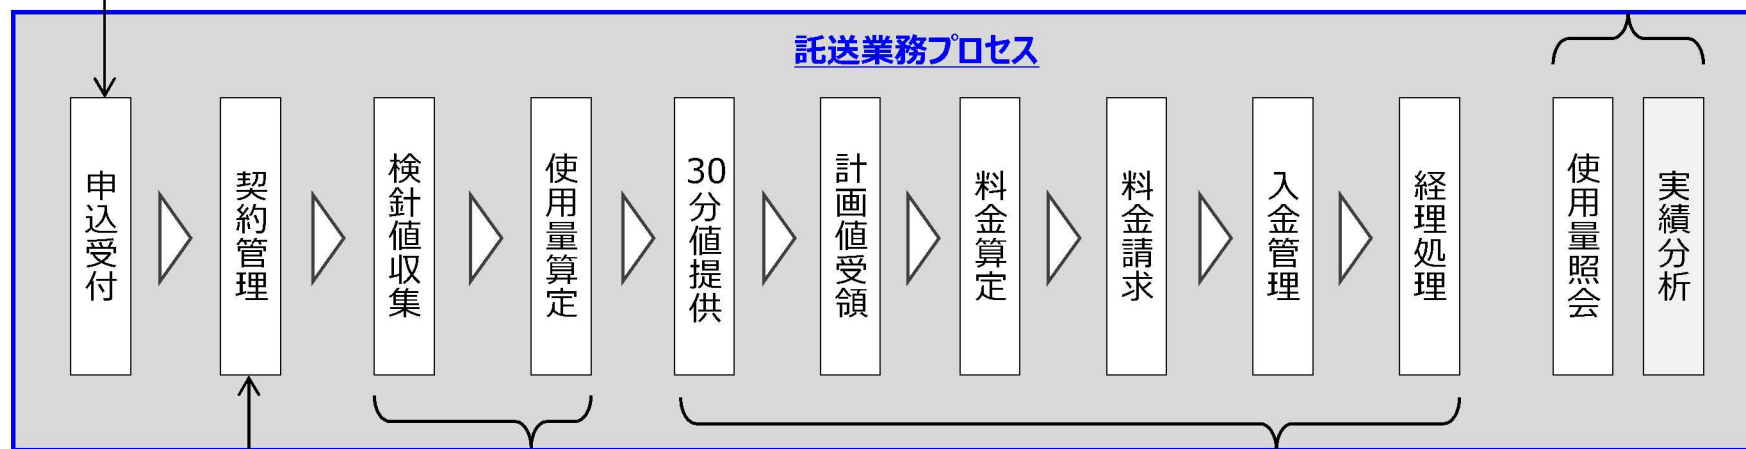 託送業務プロセス
申込受付
契約管理
検針値収集
使用量算定
30分値提供
計画値受領
料金算定
料金請求
入金管理
経理処理
使用量照会
実績分析